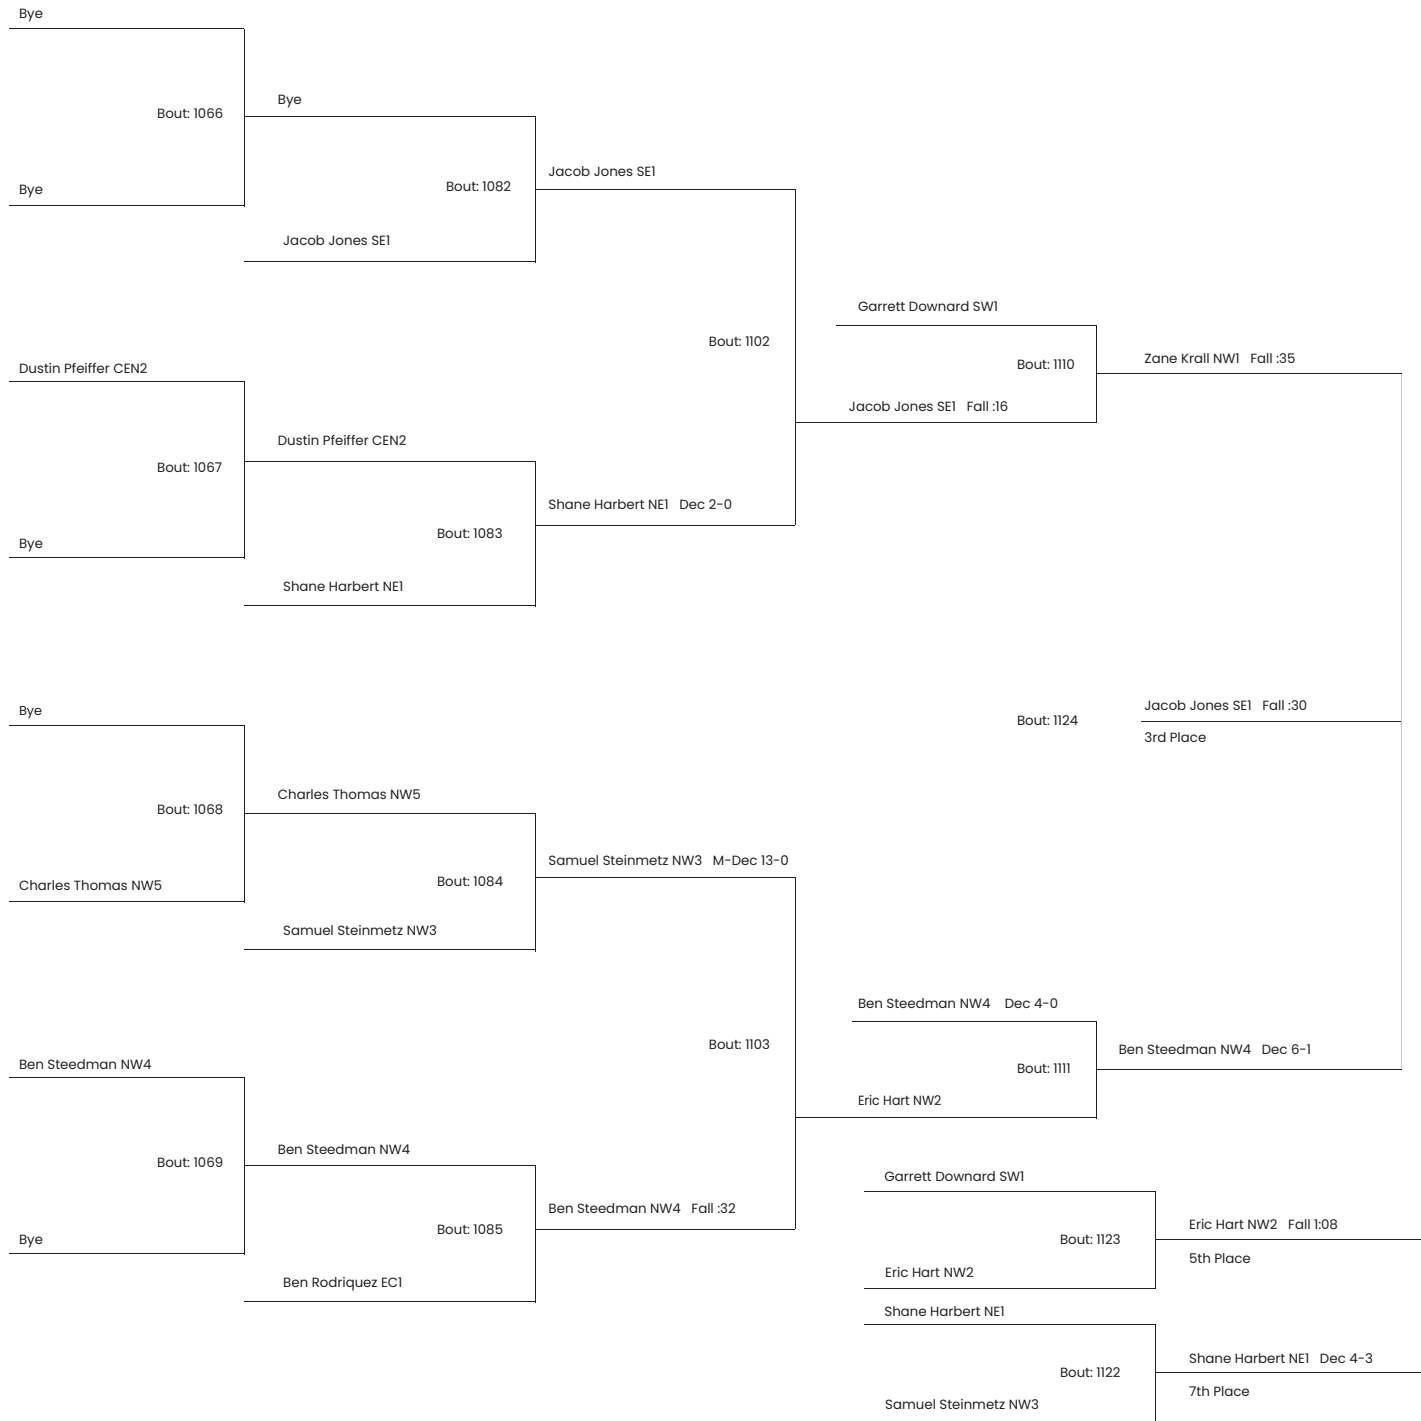 Bye
Bout: 1066
Bye
Bye
Bout: 1082
Jacob Jones SE1
Jacob Jones SE1
Dustin Pfeiffer CEN2
Bout: 1067
Bye
Dustin Pfeiffer CEN2
Bout: 1083
Shane Harbert NE1
Shane Harbert NE1 Dec 2-0
Bout: 1102
Garrett Downard SW1
Bout: 1110
Jacob Jones SE1 Fall :16
Zane Krall NW1 Fall :35
Bye
Bout: 1068
Charles Thomas NW5
Charles Thomas NW5
Bout: 1084
Samuel Steinmetz NW3
Samuel Steinmetz NW3 M-Dec 13-0
Bout: 1124
Jacob Jones SE1 Fall :30
3rd Place
Ben Steedman NW4
Bout: 1069
Bye
Ben Steedman NW4
Bout: 1085
Ben Rodriquez EC1
Ben Steedman NW4 Fall :32
Bout: 1103
Ben Steedman NW4 Dec 4-0
Bout: 1111
Eric Hart NW2
Ben Steedman NW4 Dec 6-1
Garrett Downard SW1
Bout: 1123
Eric Hart NW2
Eric Hart NW2 Fall 1:08
5th Place
Shane Harbert NE1
Bout: 1122
Samuel Steinmetz NW3
Shane Harbert NE1 Dec 4-3
7th Place